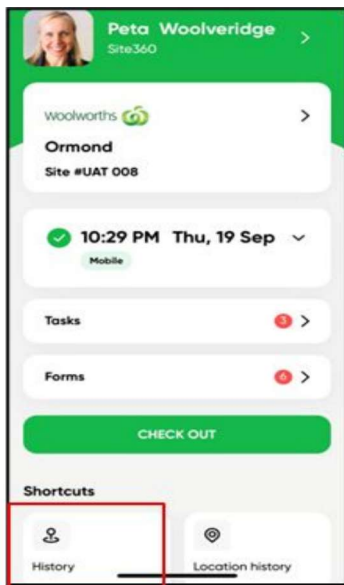 Peta Woolveridge
Site360
Woolworths
Ormond
Site #UAT 008
10:29 PM Thu, 19 Sep
Mobile
Tasks 3
Forms 6
CHECK OUT
Shortcuts
History Location history